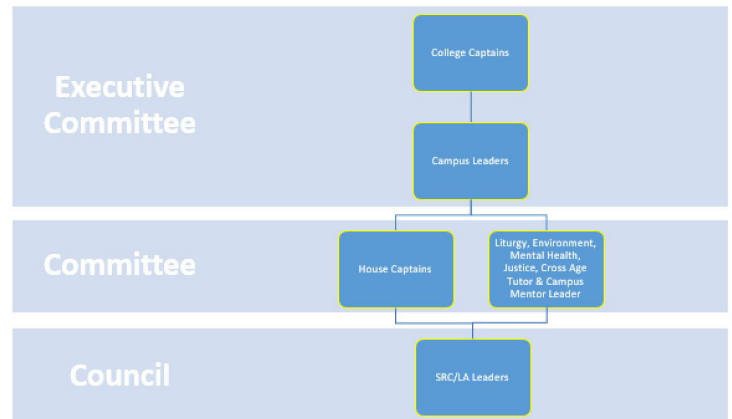 Executive
Committee
College Captains
Campus Leaders
Committee
House Captains
Liturgy, Environment,
Mental Health,
Justice, Cross Age
Tutor & Campus
Mentor Leader
Council
SRC/LA Leaders